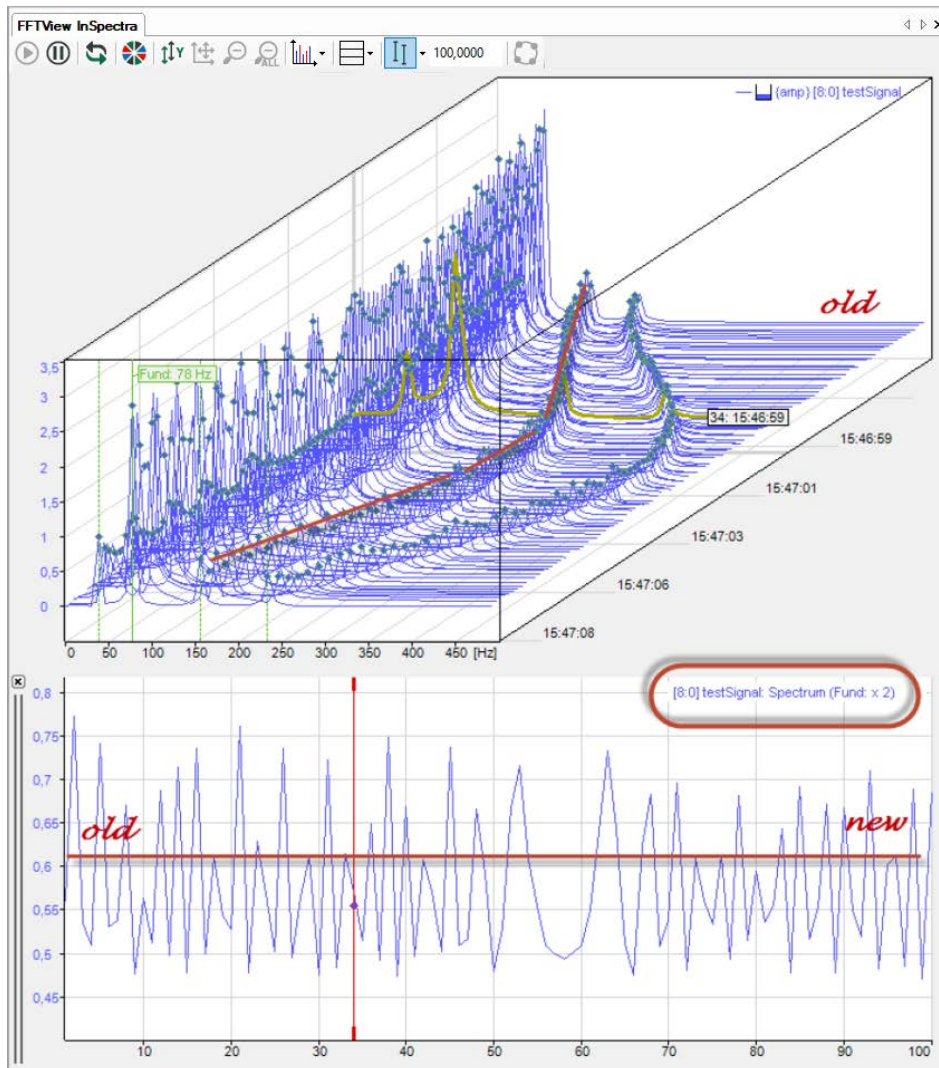 FFTView InSpectra
ALL
Y
100,0000
{amp} [8:0] testSignal
old
3,5
Fund: 78 Hz
3
2,5
34: 15:46:59
2
15:46:59
1,5
15:47:01
1
15:47:03
0,5
15:47:06
0
15:47:08
0 50 100 150 200 250 300 350 400 450 [Hz]
[8:0] testSignal: Spectrum (Fund: x 2)
0,8
0,75
0,7
0,65
old new
0,6
0,55
0,5
0,45
10 20 30 40 50 60 70 80 90 100